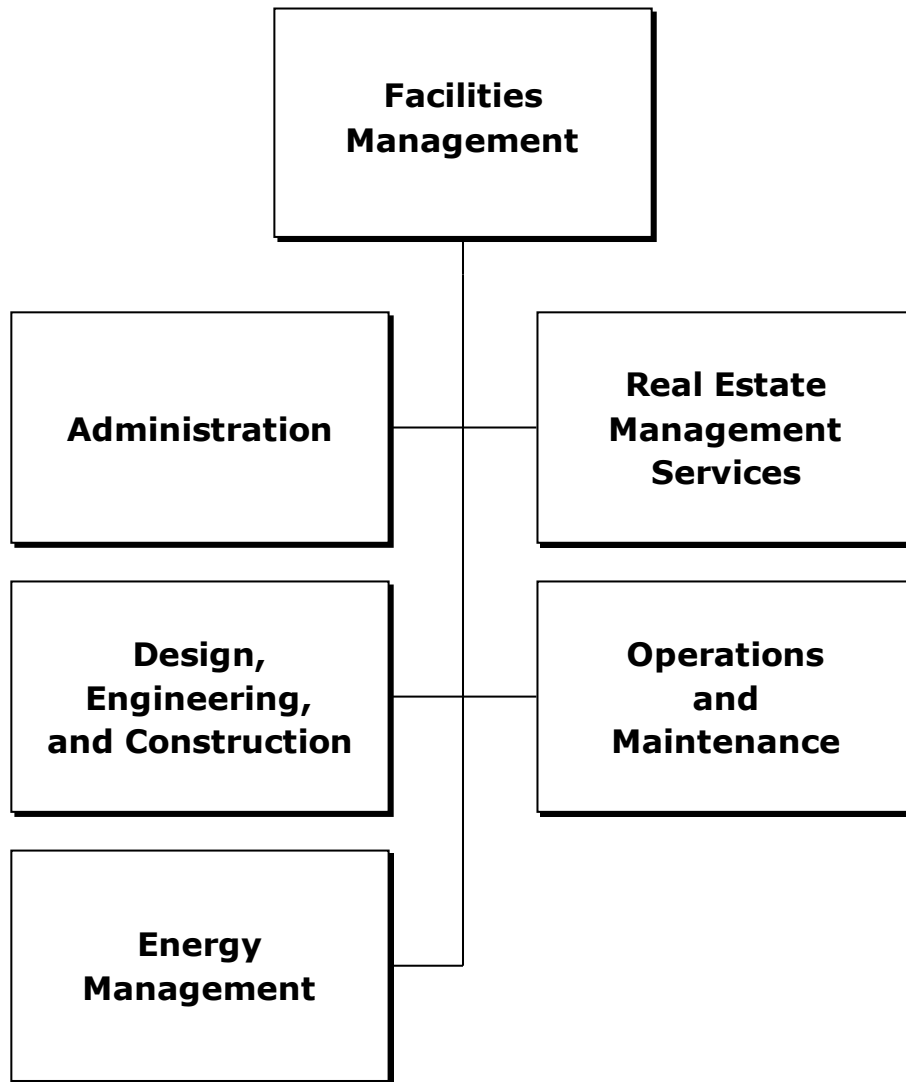 Facilities
Management
Administration
Real Estate
Management
Services
Design,
Engineering,
and Construction
Operations
and
Maintenance
Energy
Management